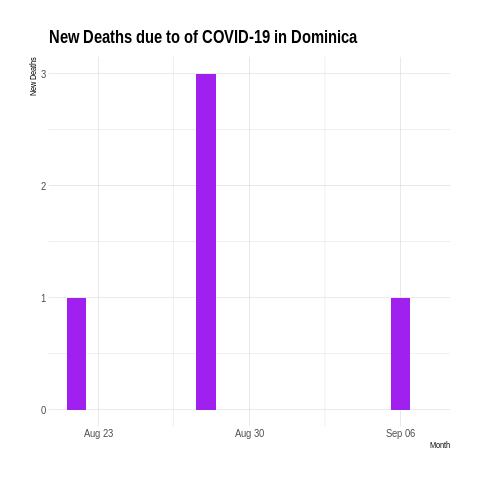 New Deaths due to of COVID-19 in Dominica
New Deaths
3
2
1
0
Aug 23 Aug 30 Sep 06
Month